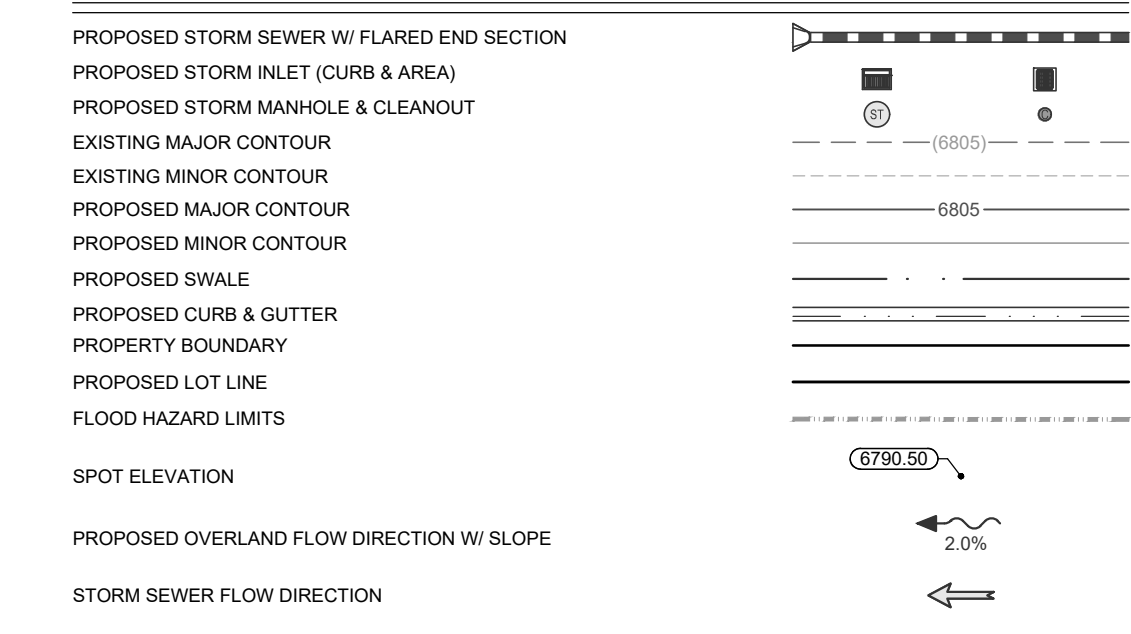 PROPOSED STORM SEWER W/ FLARED END SECTION
PROPOSED STORM INLET (CURB & AREA)
PROPOSED STORM MANHOLE & CLEANOUT ST C
EXISTING MAJOR CONTOUR (6805)
EXISTING MINOR CONTOUR
PROPOSED MAJOR CONTOUR 6805
PROPOSED MINOR CONTOUR
PROPOSED SWALE
PROPOSED CURB & GUTTER
PROPERTY BOUNDARY
PROPOSED LOT LINE
FLOOD HAZARD LIMITS
SPOT ELEVATION 6790.50
PROPOSED OVERLAND FLOW DIRECTION W/ SLOPE 2.0%
STORM SEWER FLOW DIRECTION